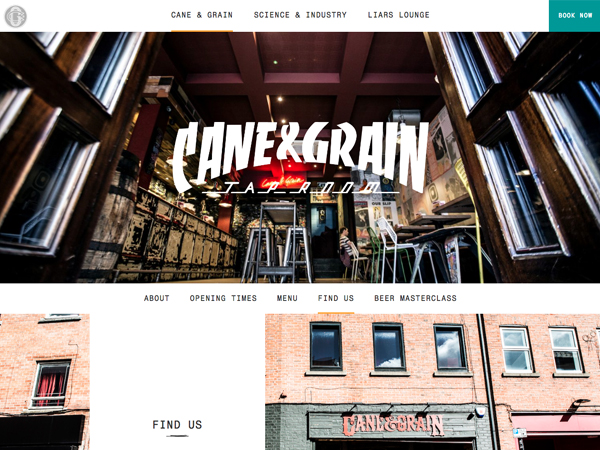 CANE & GRAIN
SCIENCE & INDUSTRY
LIARS LOUNGE
BOOK NOW
CANE&GRAIN
TAP ROOM
ABOUT
OPENING TIMES
MENU
FIND US
BEER MASTERCLASS
FIND US
CANE&GRAIN